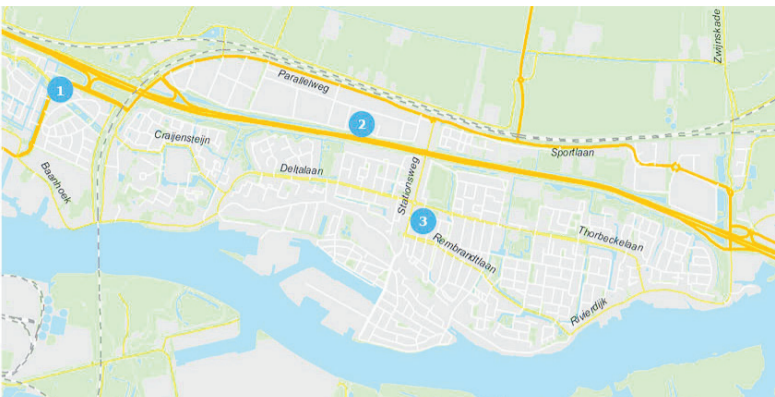 Zwijnskade
Parallelweg
1
2
Craijensteijn
Sportlaan
Deltalaan
Baanhoek
Stationsweg
3
Thorbeckelaan
Rembrandtlaan
Rivierdijk